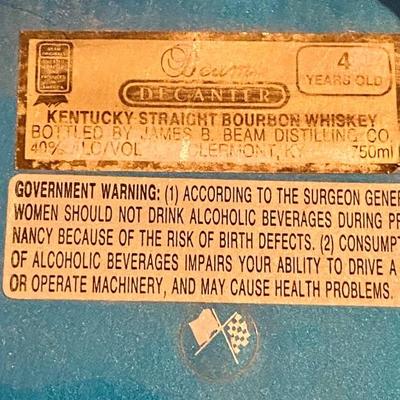 Beam
DECANTER
4
YEARS OLD
KENTUCKY STRAIGHT BOURBON WHISKEY
BOTTLED BY JAMES B. BEAM DISTILLING CO.
40% ALC/VOL CLERMONT, KY 750ml
GOVERNMENT WARNING: (1) ACCORDING TO THE SURGEON GENER
WOMEN SHOULD NOT DRINK ALCOHOLIC BEVERAGES DURING PR
NANCY BECAUSE OF THE RISK OF BIRTH DEFECTS. (2) CONSUMPT
OF ALCOHOLIC BEVERAGES IMPAIRS YOUR ABILITY TO DRIVE A
OR OPERATE MACHINERY, AND MAY CAUSE HEALTH PROBLEMS.